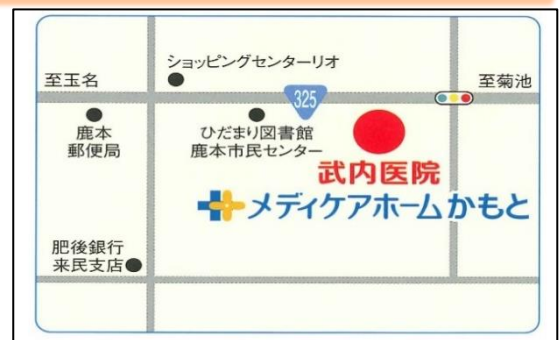 ショッピングセンターリオ
至玉名
至菊池
325
鹿本
郵便局
ひだまり図書館
鹿本市民センター
武内医院
メディケアホームかもと
肥後銀行
来民支店